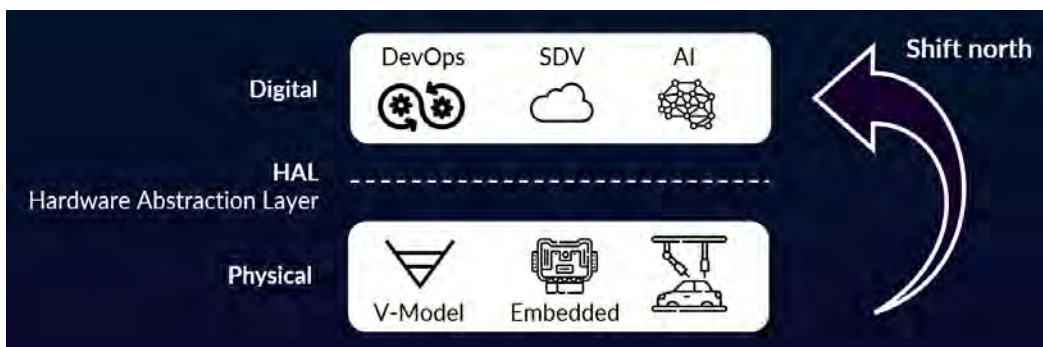 DevOps SDV AI
Shift north
Digital
HAL
Hardware Abstraction Layer
Physical
V-Model Embedded